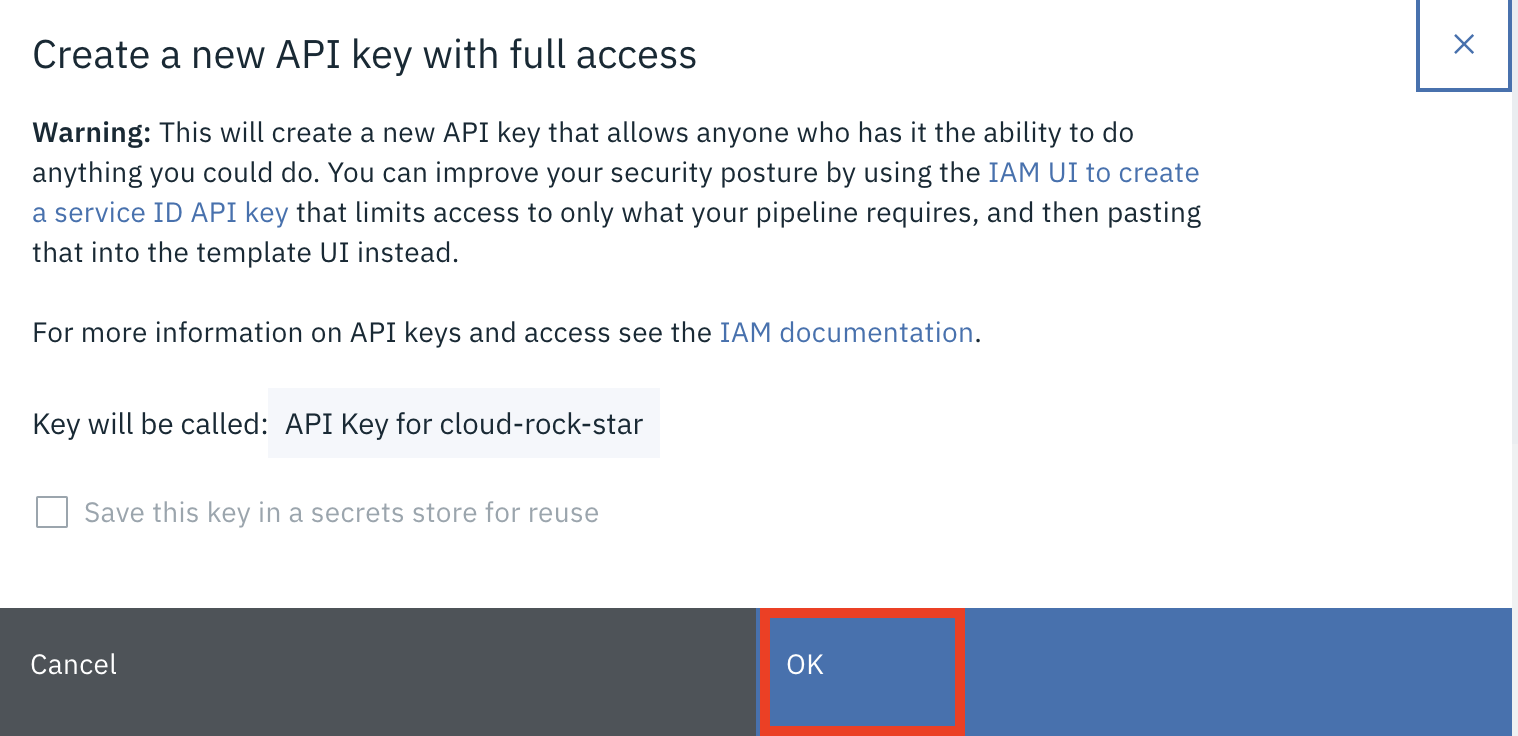 Create a new API key with full access
Warning: This will create a new API key that allows anyone who has it the ability to do
anything you could do. You can improve your security posture by using the IAM UI to create
a service ID API key that limits access to only what your pipeline requires, and then pasting
that into the template UI instead.
For more information on API keys and access see the IAM documentation.
Key will be called: API Key for cloud-rock-star
Save this key in a secrets store for reuse
Cancel
OK